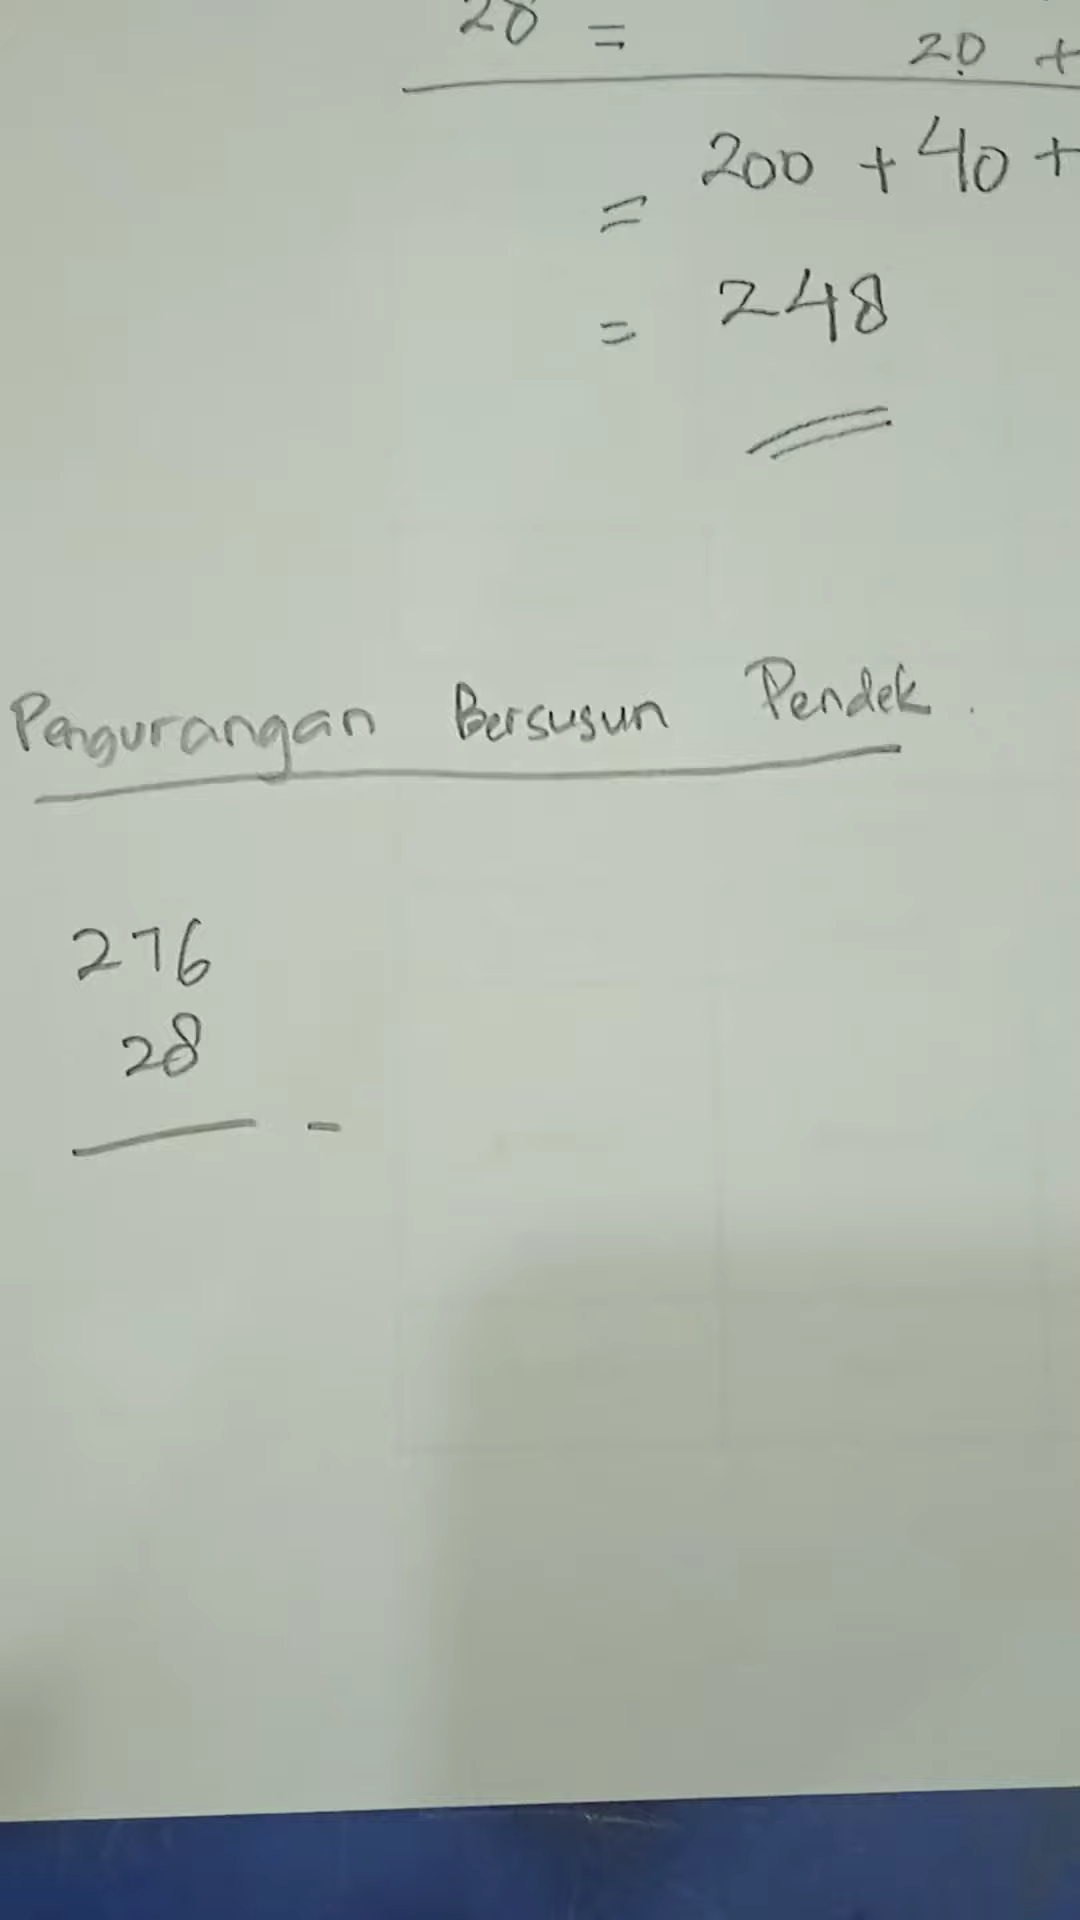 28 = 20 +
= 200 + 40 +
= 248
Pengurangan Bersusun Pendek.
276
28
-